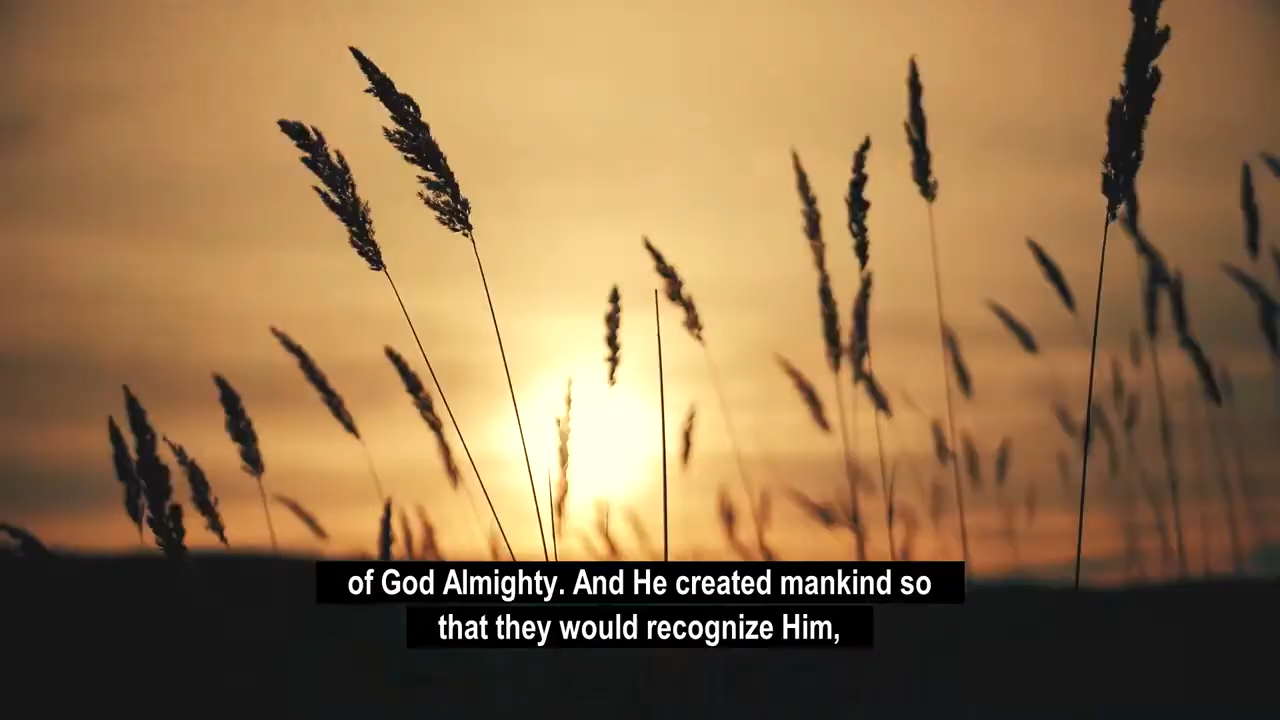 of God Almighty. And He created mankind so
that they would recognize Him,